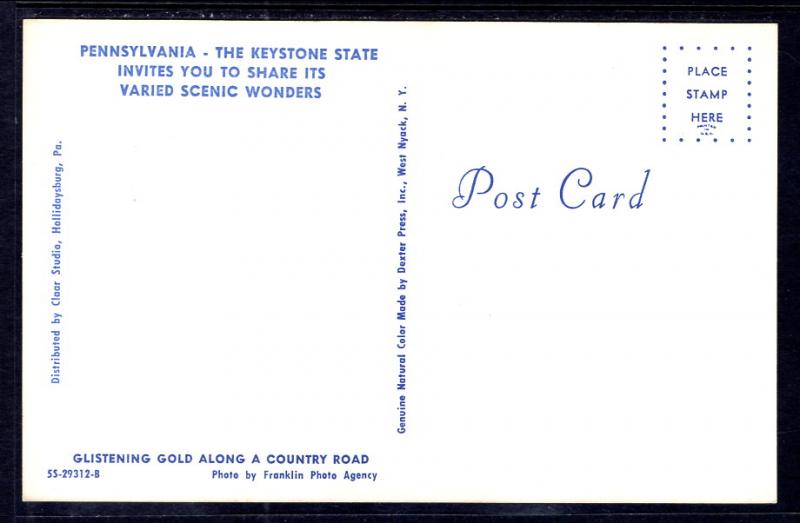 PENNSYLVANIA - THE KEYSTONE STATE
INVITES YOU TO SHARE ITS
VARIED SCENIC WONDERS
Distributed by Claar Studio, Hollidaysburg, Pa.
GLISTENING GOLD ALONG A COUNTRY ROAD
5S-29312-B
Photo by Franklin Photo Agency
Genuine Natural Color Made by Dexter Press, Inc., West Nyack, N. Y.
PLACE
STAMP
HERE
PRINTED
IN
U.S.A.
Post Card